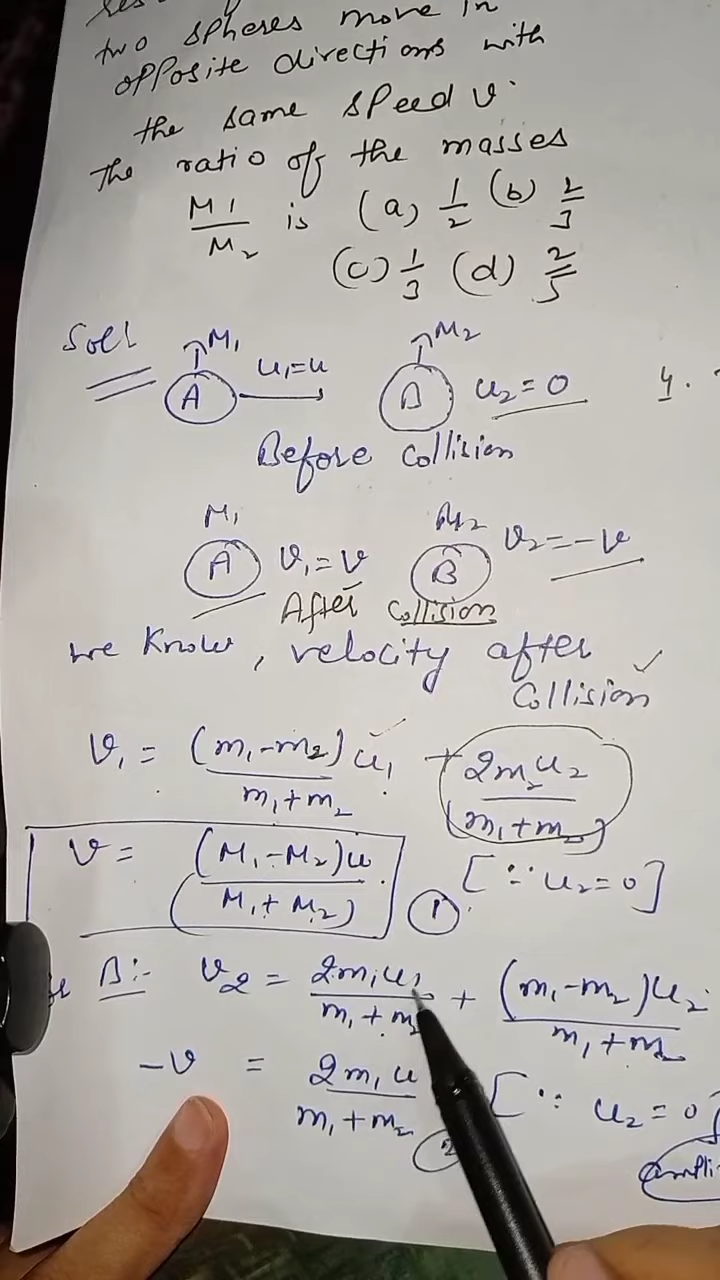 two spheres move in
opposite directions with
the same speed v.
The ratio of the masses
M1/M2 is (a) 1/2 (b) 2/3
(c) 1/3 (d) 2/5
Sol!
M1 M2
A u1=u B u2=0 4.
Before Collision
M1 M2
A v1=v B v2=-v
After Collision
we know, velocity after
Collision
v1 = (m1-m2)u1/m1+m2 + 2m2u2/(m1+m2)
v = (M1-M2)u/(M1+M2) 1 [∵ u2=0]
B:- v2 = 2m1u1/m1+m2 + (m1-m2)u2/m1+m2
-v = 2m1u/m1+m2 2 [∵ u2=0